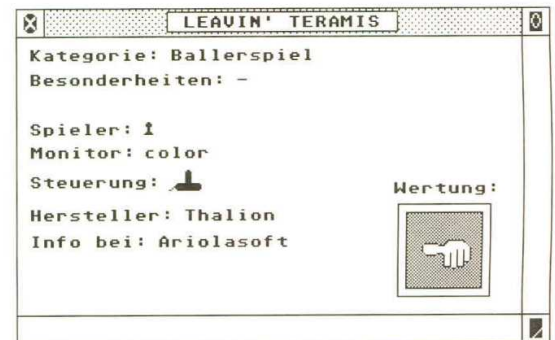 LEAVIN' TERAMIS
Kategorie: Ballerspiel
Besonderheiten: –
Spieler:
Monitor: color
Steuerung:
Wertung:
Hersteller: Thalion
Info bei: Ariolasoft